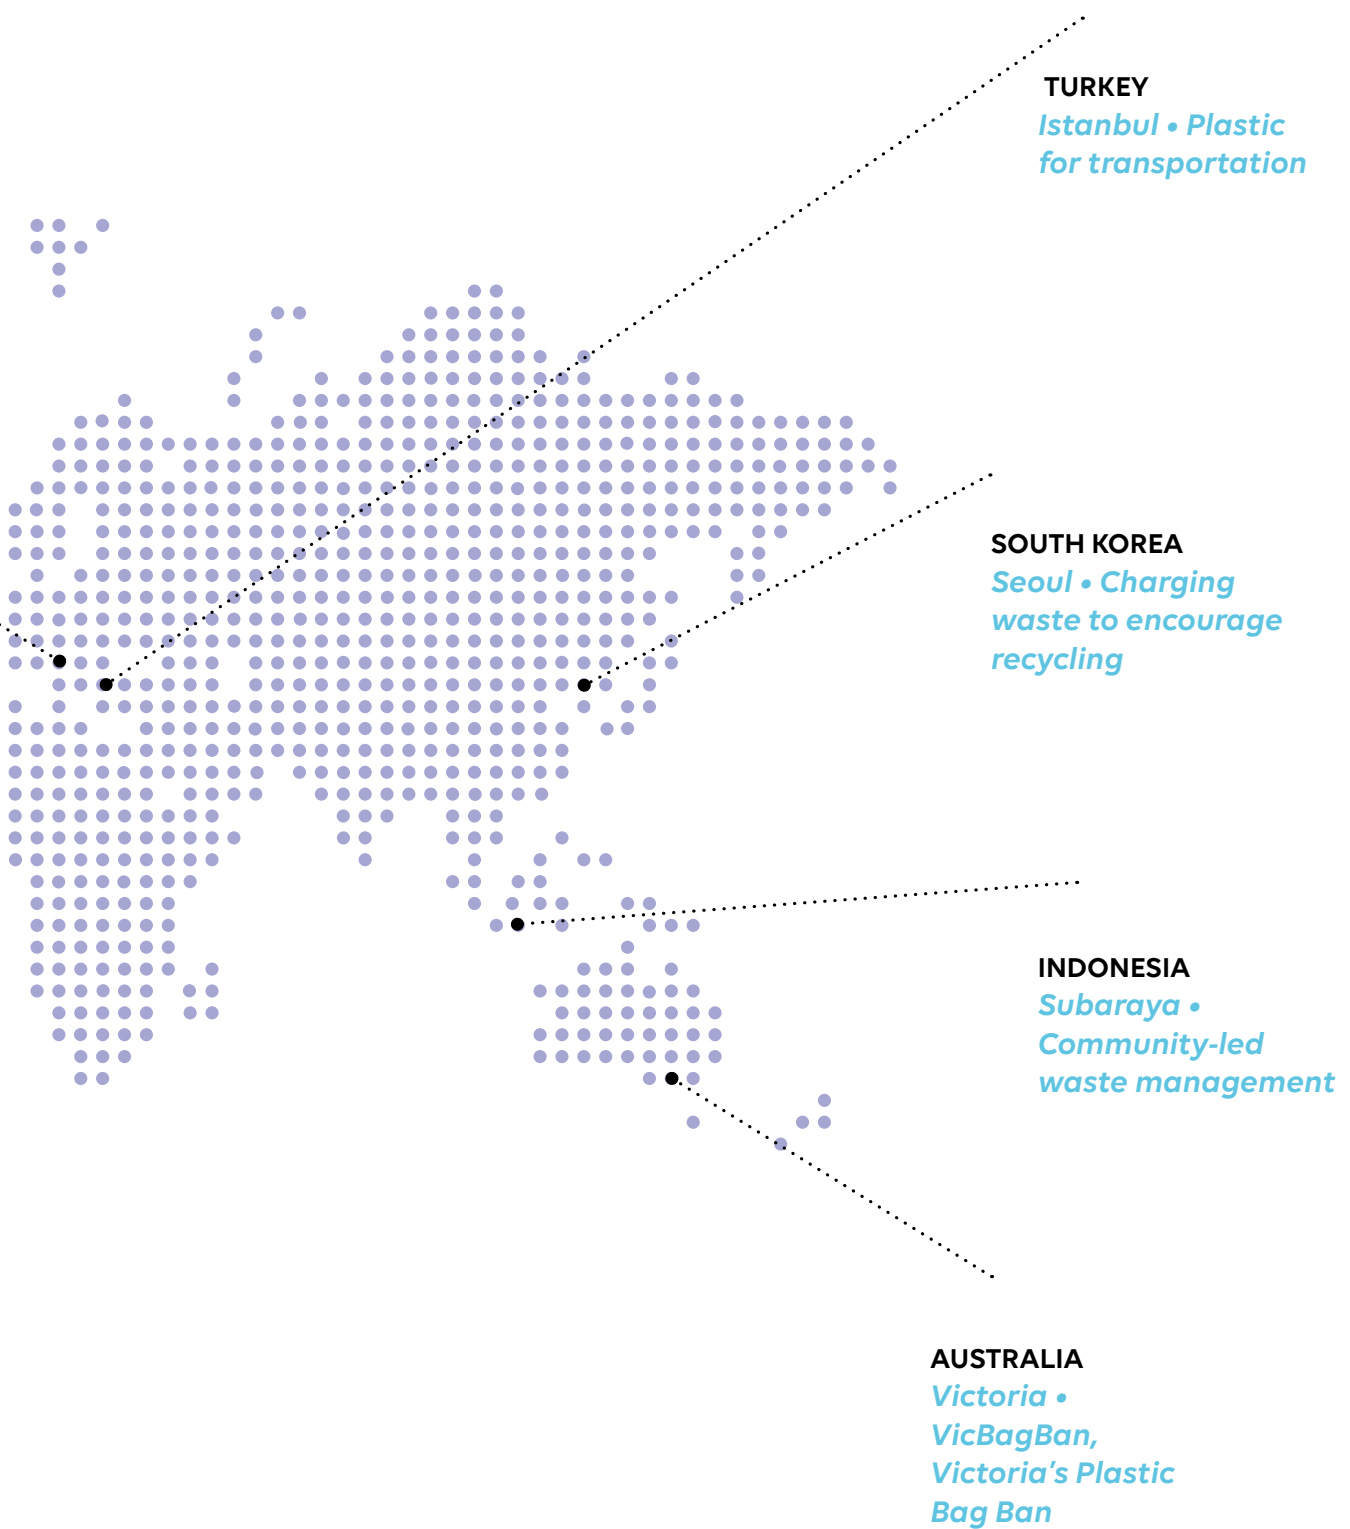 TURKEY
Istanbul • Plastic
for transportation
SOUTH KOREA
Seoul • Charging
waste to encourage
recycling
INDONESIA
Subaraya •
Community-led
waste management
AUSTRALIA
Victoria •
VicBagBan,
Victoria's Plastic
Bag Ban